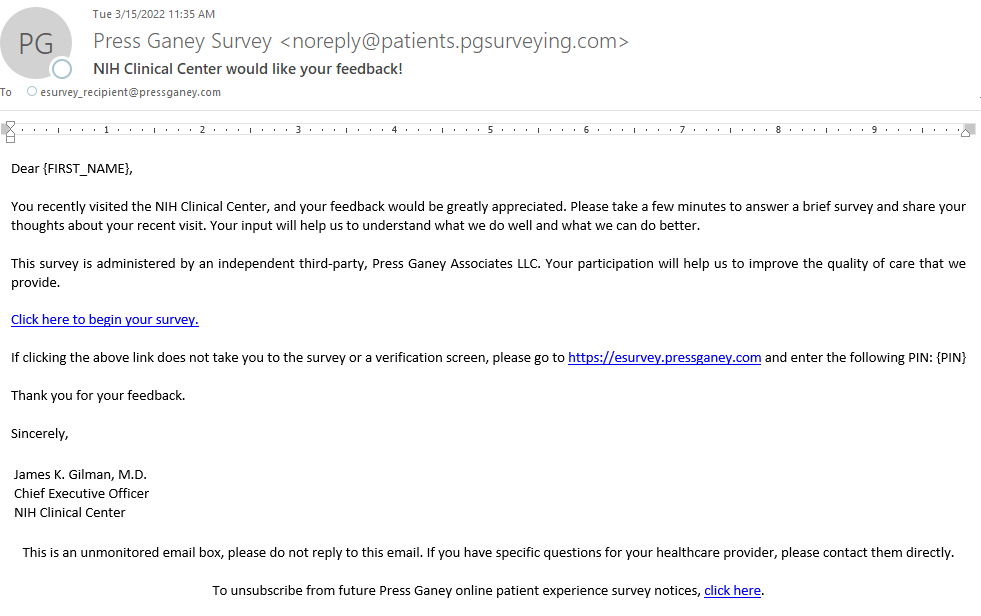 Tue 3/15/2022 11:35 AM
PG
Press Ganey Survey <noreply@patients.pgsurveying.com>
NIH Clinical Center would like your feedback!
To esurvey_recipient@pressganey.com
1 2 3 4 5 6 7 8 9
Dear {FIRST_NAME},
You recently visited the NIH Clinical Center, and your feedback would be greatly appreciated. Please take a few minutes to answer a brief survey and share your
thoughts about your recent visit. Your input will help us to understand what we do well and what we can do better.
This survey is administered by an independent third-party, Press Ganey Associates LLC. Your participation will help us to improve the quality of care that we
provide.
Click here to begin your survey.
If clicking the above link does not take you to the survey or a verification screen, please go to https://esurvey.pressganey.com and enter the following PIN: {PIN}
Thank you for your feedback.
Sincerely,
James K. Gilman, M.D.
Chief Executive Officer
NIH Clinical Center
This is an unmonitored email box, please do not reply to this email. If you have specific questions for your healthcare provider, please contact them directly.
To unsubscribe from future Press Ganey online patient experience survey notices, click here.